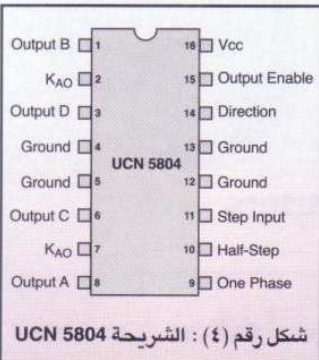 Output B 1 16 Vcc
KAO 2 15 Output Enable
Output D 3 14 Direction
Ground 4 13 Ground
UCN 5804
Ground 5 12 Ground
Output C 6 11 Step Input
KAO 7 10 Half-Step
Output A 8 9 One Phase
شكل رقم (٤) : الشريحة UCN 5804